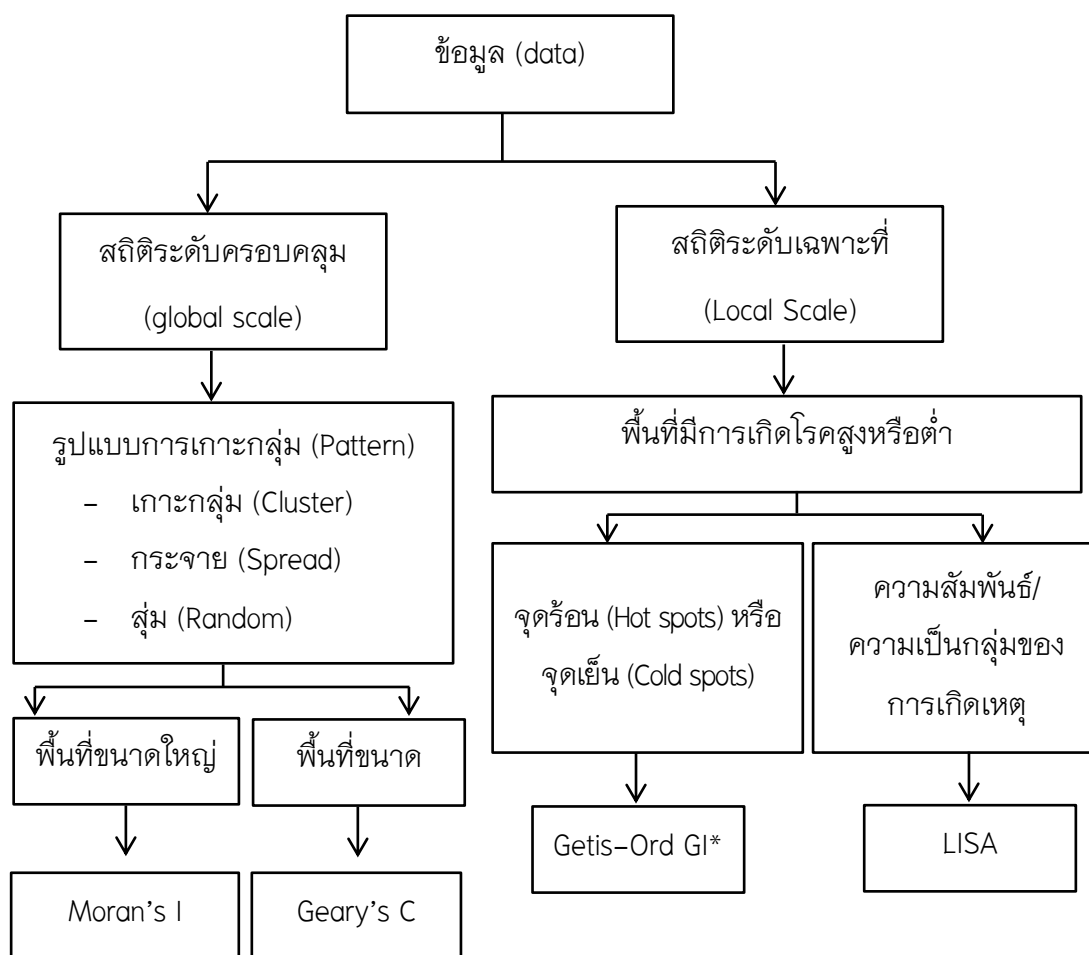 ข้อมูล (data)
สถิติระดับครอบคลุม
(global scale)
สถิติระดับเฉพาะที่
(Local Scale)
รูปแบบการเกาะกลุ่ม (Pattern)
– เกาะกลุ่ม (Cluster)
– กระจาย (Spread)
– สุ่ม (Random)
พื้นที่มีการเกิดโรคสูงหรือต่ำ
จุดร้อน (Hot spots) หรือ
จุดเย็น (Cold spots)
ความสัมพันธ์/
ความเป็นกลุ่มของ
การเกิดเหตุ
พื้นที่ขนาดใหญ่
พื้นที่ขนาด
Getis–Ord GI*
LISA
Moran's I
Geary's C